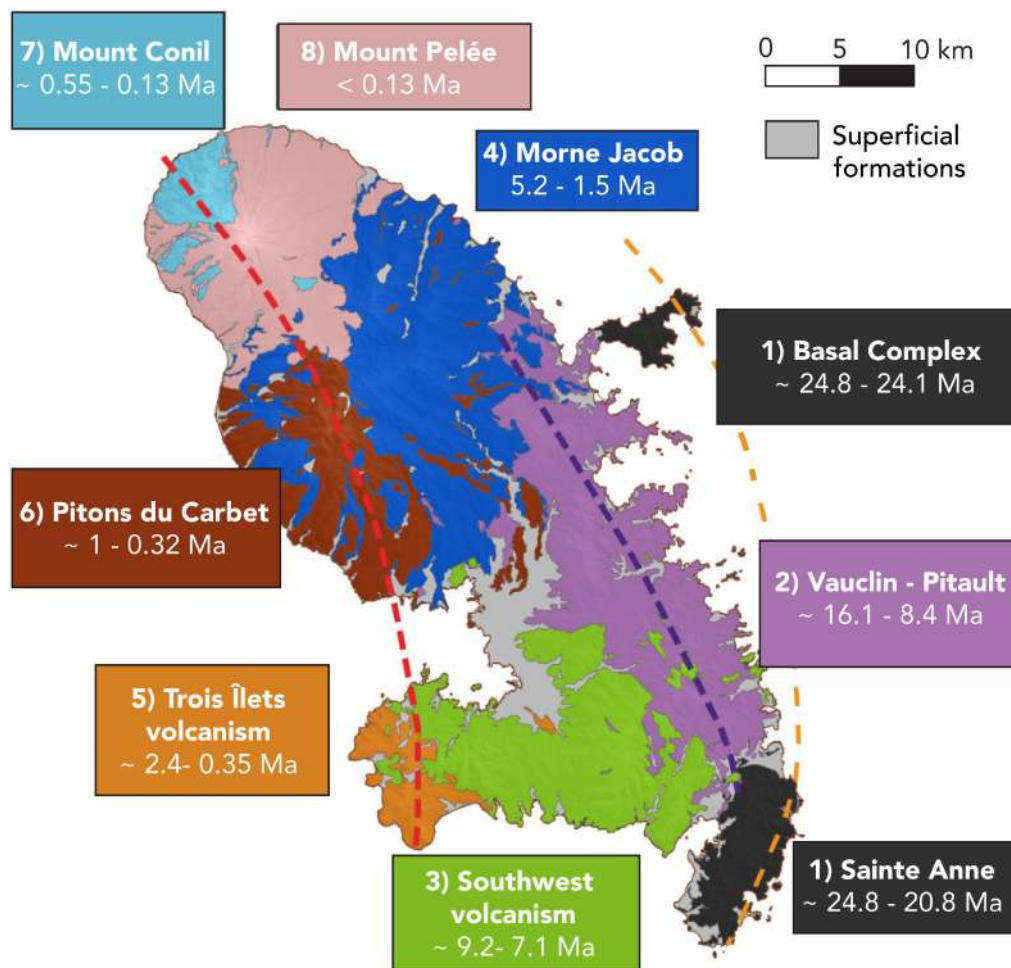 7) Mount Conil
~ 0.55 - 0.13 Ma
8) Mount Pelée
< 0.13 Ma
0 5 10 km
Superficial
formations
4) Morne Jacob
5.2 - 1.5 Ma
1) Basal Complex
~ 24.8 - 24.1 Ma
6) Pitons du Carbet
~ 1 - 0.32 Ma
2) Vauclin - Pitault
~ 16.1 - 8.4 Ma
5) Trois Îlets
volcanism
~ 2.4- 0.35 Ma
3) Southwest
volcanism
~ 9.2- 7.1 Ma
1) Sainte Anne
~ 24.8 - 20.8 Ma